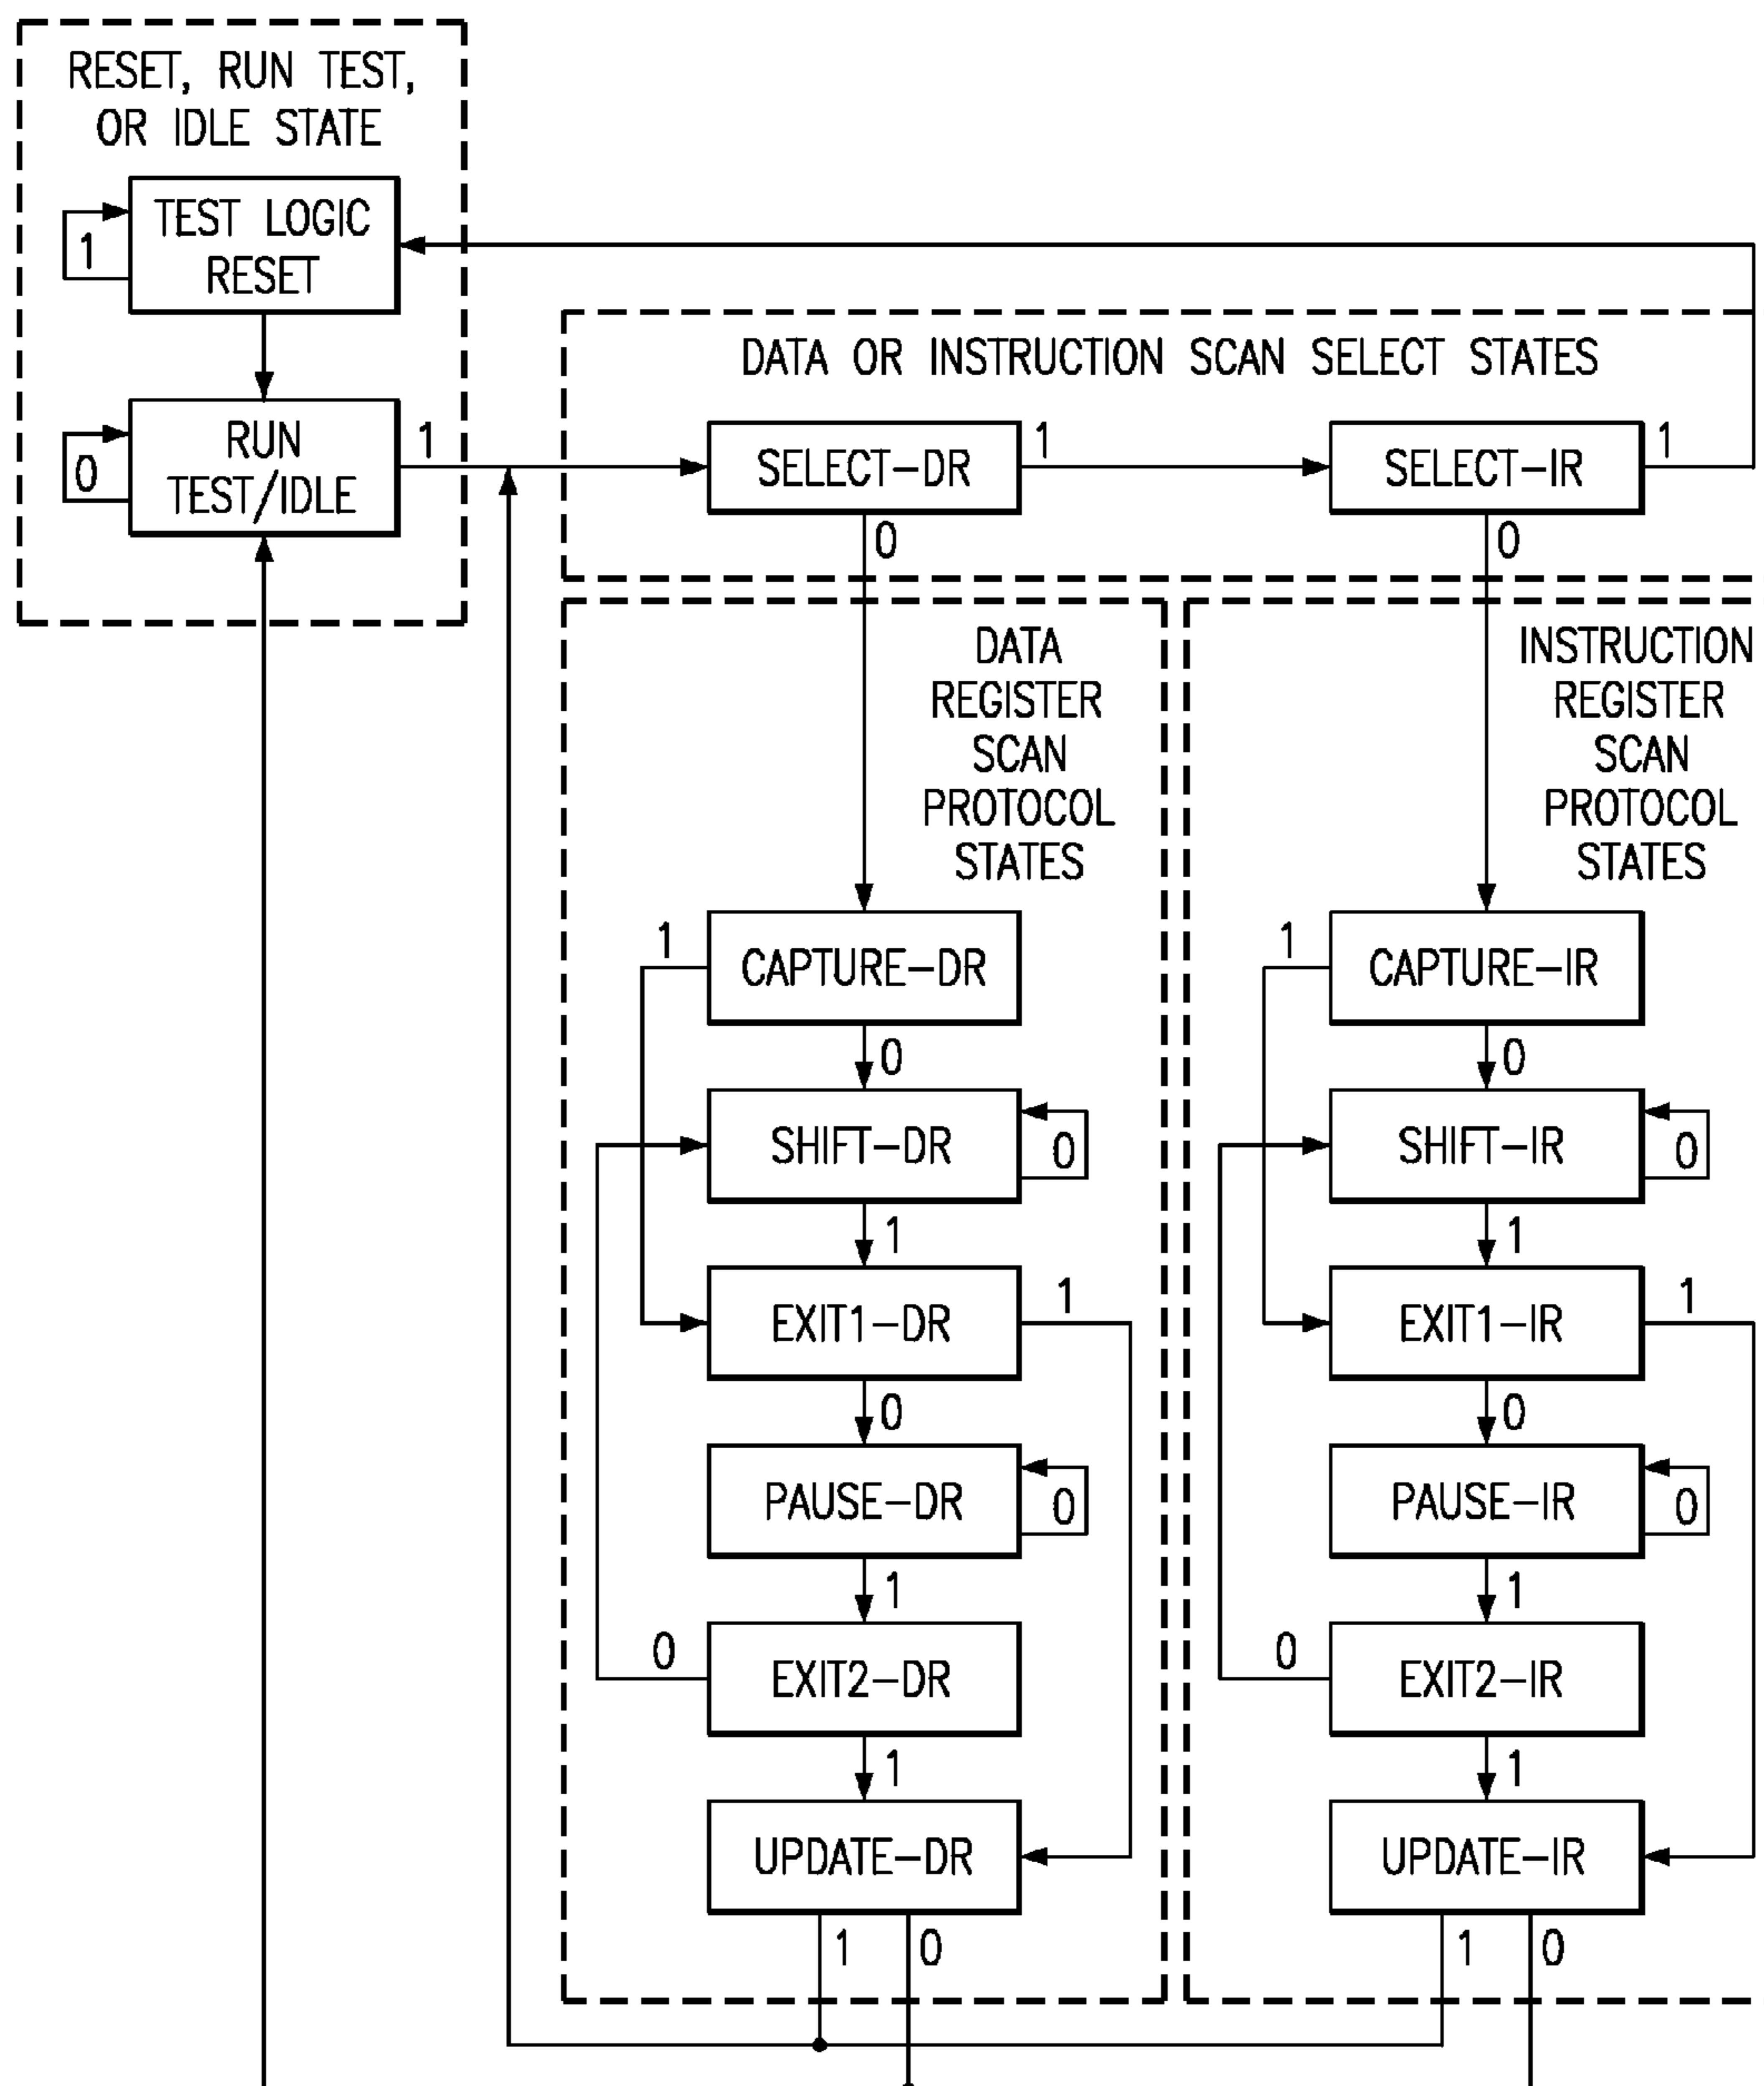 RESET, RUN TEST,
OR IDLE STATE
TEST LOGIC
RESET
1
RUN
TEST/IDLE
0
1
DATA OR INSTRUCTION SCAN SELECT STATES
SELECT-DR
1
0
SELECT-IR
1
0
DATA
REGISTER
SCAN
PROTOCOL
STATES
1
CAPTURE-DR
0
SHIFT-DR
0
1
EXIT1-DR
1
0
PAUSE-DR
0
1
0
EXIT2-DR
1
UPDATE-DR
1
0
INSTRUCTION
REGISTER
SCAN
PROTOCOL
STATES
1
CAPTURE-IR
0
SHIFT-IR
0
1
EXIT1-IR
1
0
PAUSE-IR
0
1
0
EXIT2-IR
1
UPDATE-IR
1
0